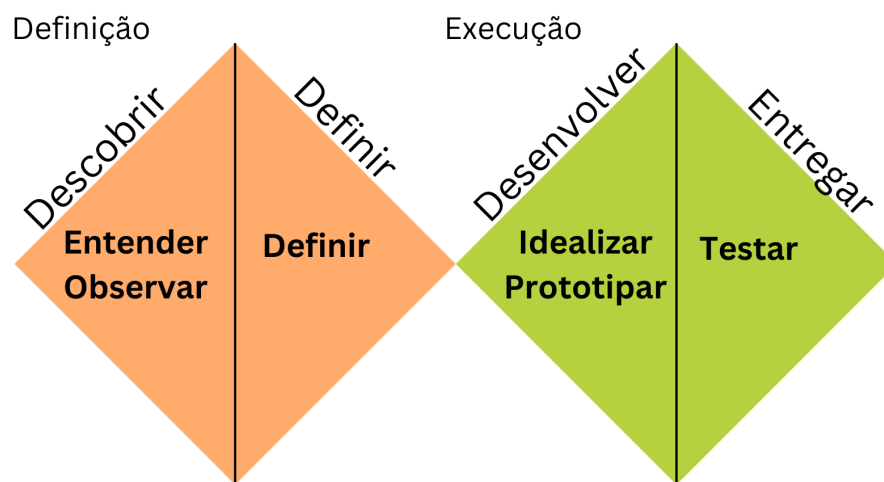 Definição
Execução
Descobrir
Definir
Desenvolver
Entregar
Entender
Observar
Definir
Idealizar
Prototipar
Testar